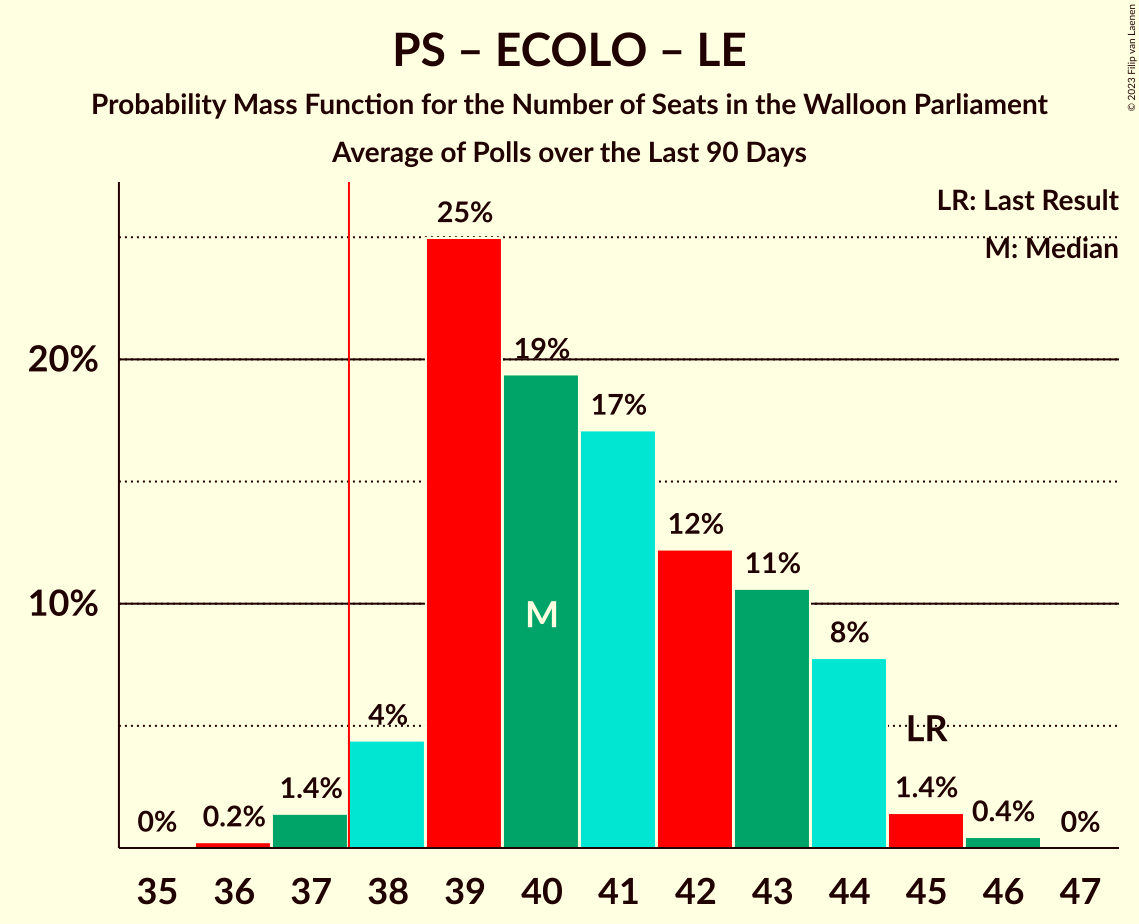 PS – ECOLO – LE
Probability Mass Function for the Number of Seats in the Walloon Parliament
Average of Polls over the Last 90 Days
© 2023 Filip van Laenen
LR: Last Result
M: Median
25%
20%
19%
17%
12%
11%
10%
M
8%
4%
LR
1.4%
1.4%
0%
0.2%
0.4%
0%
35 36 37 38 39 40 41 42 43 44 45 46 47